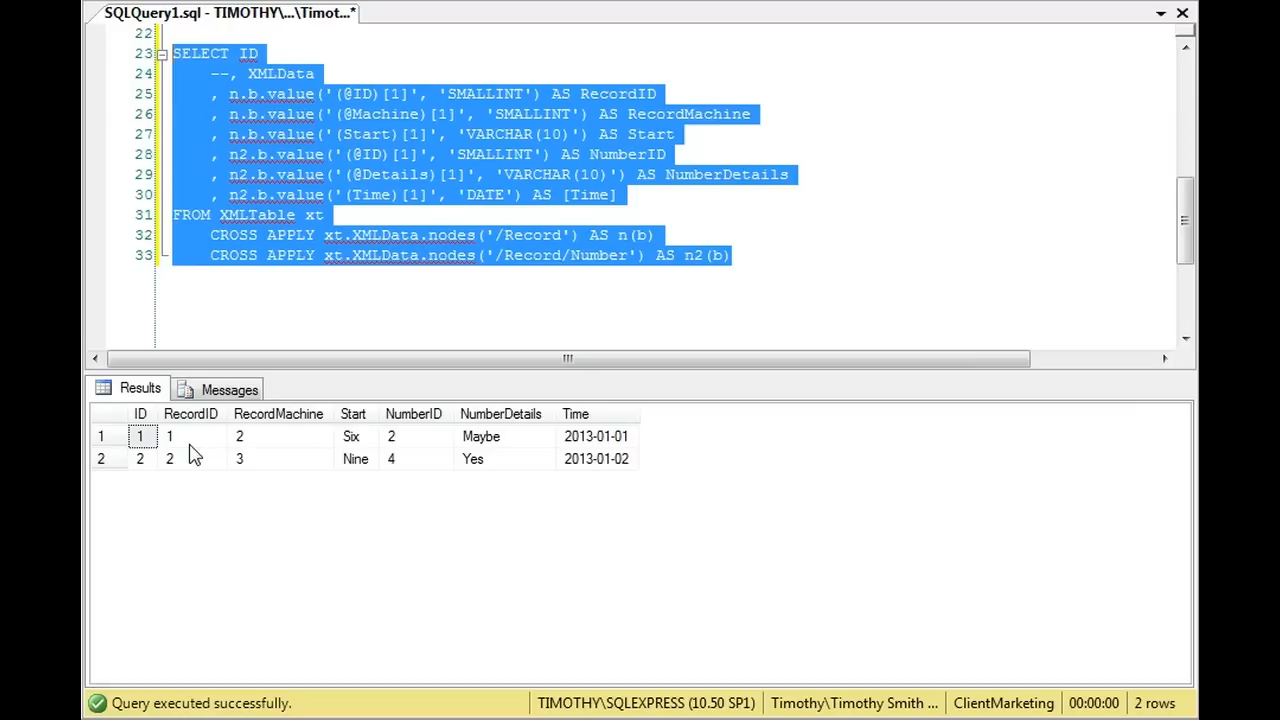 SQLQuery1.sql - TIMOTHY\...\Timot...*
22
23 SELECT ID
24 --, XMLData
25 , n.b.value('(@ID)[1]', 'SMALLINT') AS RecordID
26 , n.b.value('(@Machine)[1]', 'SMALLINT') AS RecordMachine
27 , n.b.value('(Start)[1]', 'VARCHAR(10)') AS Start
28 , n2.b.value('(@ID)[1]', 'SMALLINT') AS NumberID
29 , n2.b.value('(@Details)[1]', 'VARCHAR(10)') AS NumberDetails
30 , n2.b.value('(Time)[1]', 'DATE') AS [Time]
31 FROM XMLTable xt
32 CROSS APPLY xt.XMLData.nodes('/Record') AS n(b)
33 CROSS APPLY xt.XMLData.nodes('/Record/Number') AS n2(b)
Results Messages
ID RecordID RecordMachine Start NumberID NumberDetails Time
1 1 1 2 Six 2 Maybe 2013-01-01
2 2 2 3 Nine 4 Yes 2013-01-02
Query executed successfully. TIMOTHY\SQLEXPRESS (10.50 SP1) Timothy\Timothy Smith ... ClientMarketing 00:00:00 2 rows